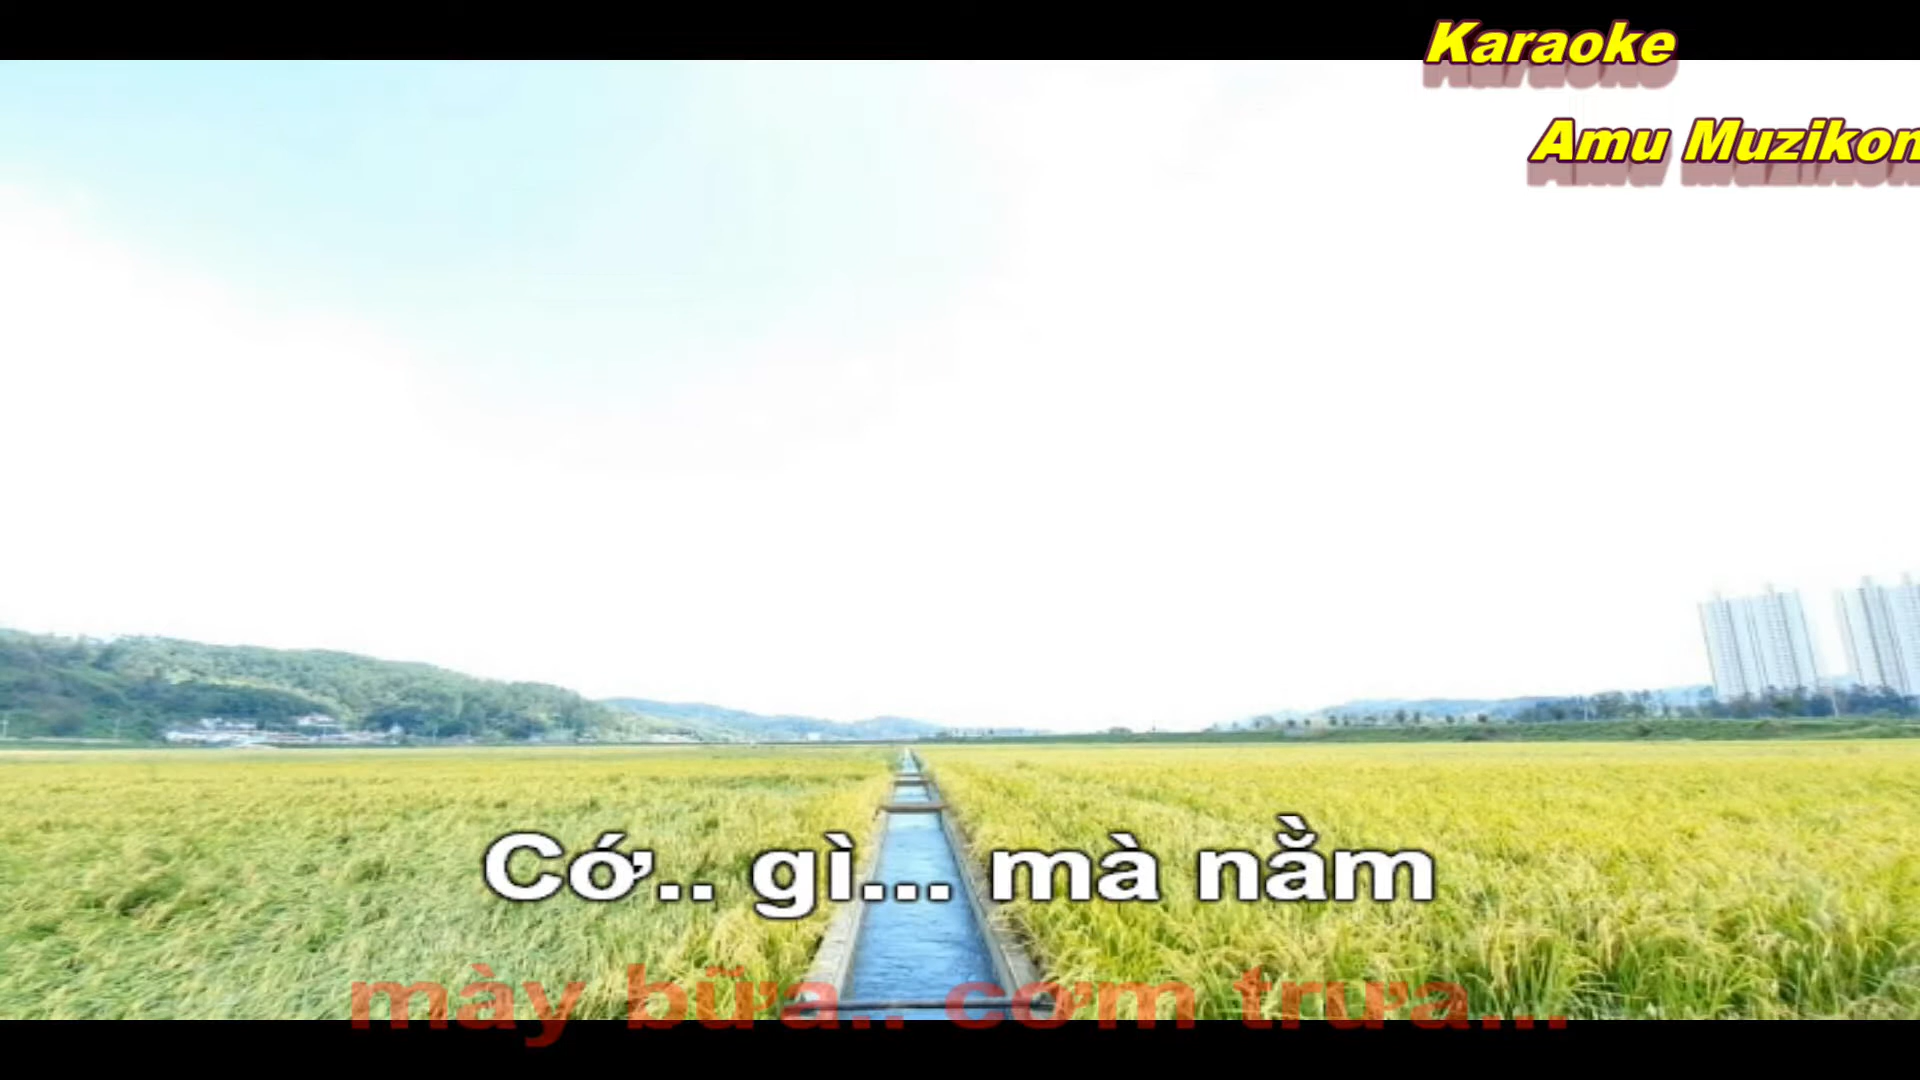 Karaoke
Amu Muzikon
Cớ.. gì... mà nằm
mày bữa.. cơm trưa...